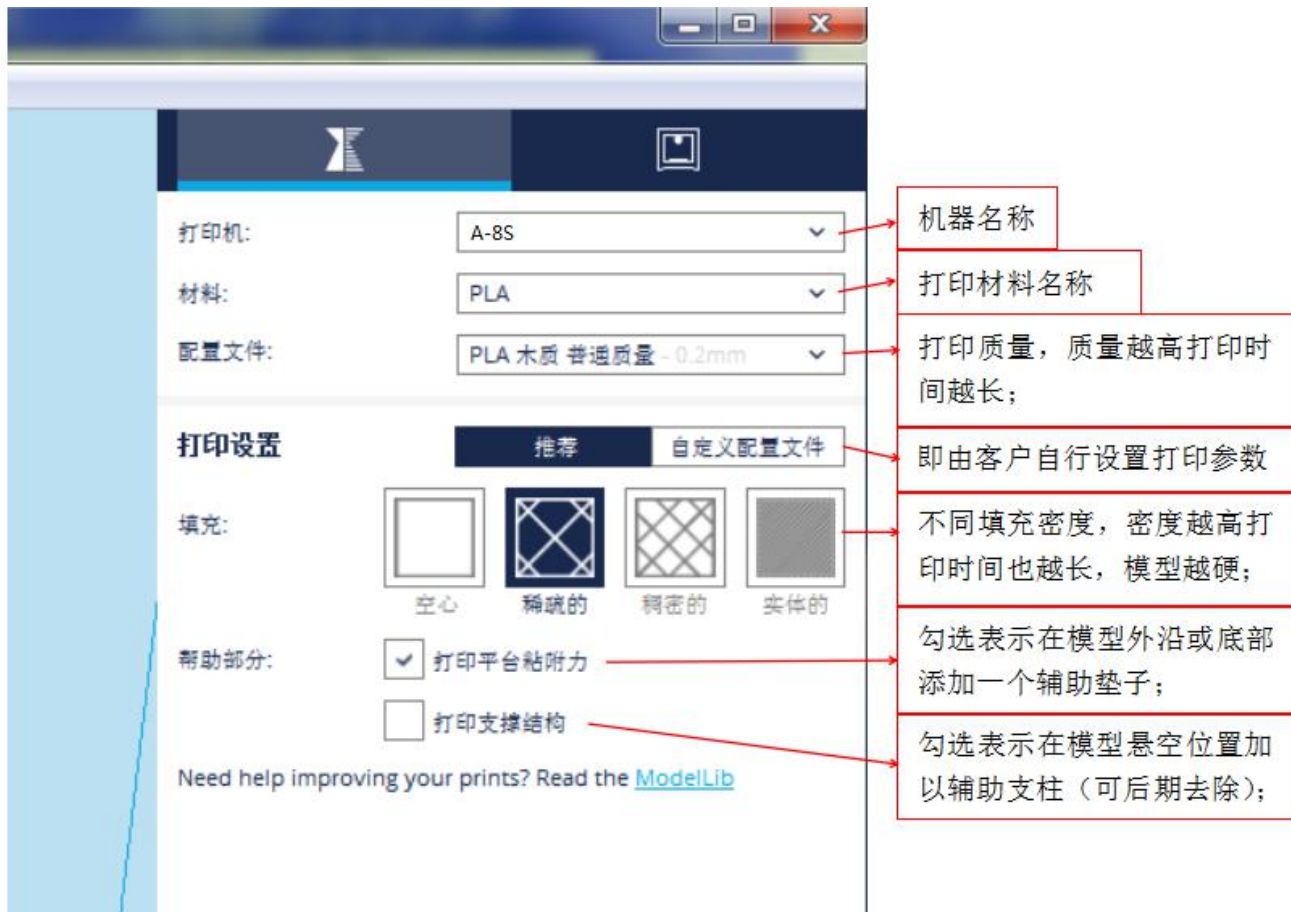 打印机:
A-8S
机器名称
材料:
PLA
打印材料名称
配置文件:
PLA 木质 普通质量 - 0.2mm
打印质量，质量越高打印时
间越长；
打印设置
推荐
自定义配置文件
即由客户自行设置打印参数
填充:
空心
稀疏的
稠密的
实体的
不同填充密度，密度越高打
印时间也越长，模型越硬；
帮助部分:
打印平台粘附力
勾选表示在模型外沿或底部
添加一个辅助垫子；
打印支撑结构
勾选表示在模型悬空位置加
以辅助支柱（可后期去除）；
Need help improving your prints? Read the ModelLib